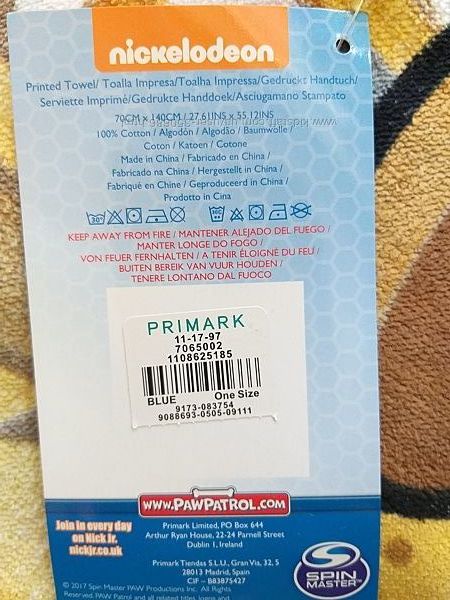 nickelodeon
Printed Towel/ Toalla Impresa/Toalha Impressa/Gedruckt Handtuch/
Serviette Imprimé/Gedrukte Handdoek/Asciugamano Stampato
70CM x 140CM / 27.61INS x 55.12INS
100% Cotton / Algodón / Algodão / Baumwolle /
Coton / Katoen / Cotone
Made in China / Fabricado en China /
Fabricado na China / Hergestellt in China /
Fabriqué en Chine / Geproduceerd in China /
Prodotto in Cina
KEEP AWAY FROM FIRE / MANTENER ALEJADO DEL FUEGO /
MANTER LONGE DO FOGO /
VON FEUER FERNHALTEN / A TENIR ÉLOIGNÉ DU FEU /
BUITEN BEREIK VAN VUUR HOUDEN /
TENERE LONTANO DAL FUOCO
PRIMARK
11-17-97
7065002
1108625185
BLUE One Size
9173-083754
9088693-0505-09111
WWW.PAWPATROL.COM
Join in every day
on Nick Jr.
nickjr.co.uk
Primark Limited, PO Box 644
Arthur Ryan House, 22-24 Parnell Street
Dublin 1, Ireland
Primark Tiendas S.L.U., Gran Via, 32, 5
28013 Madrid, Spain
CIF - B83875427
SPIN
MASTER
© 2017 Spin Master PAW Productions Inc. All Rights
Reserved. PAW Patrol and all related titles, logos and